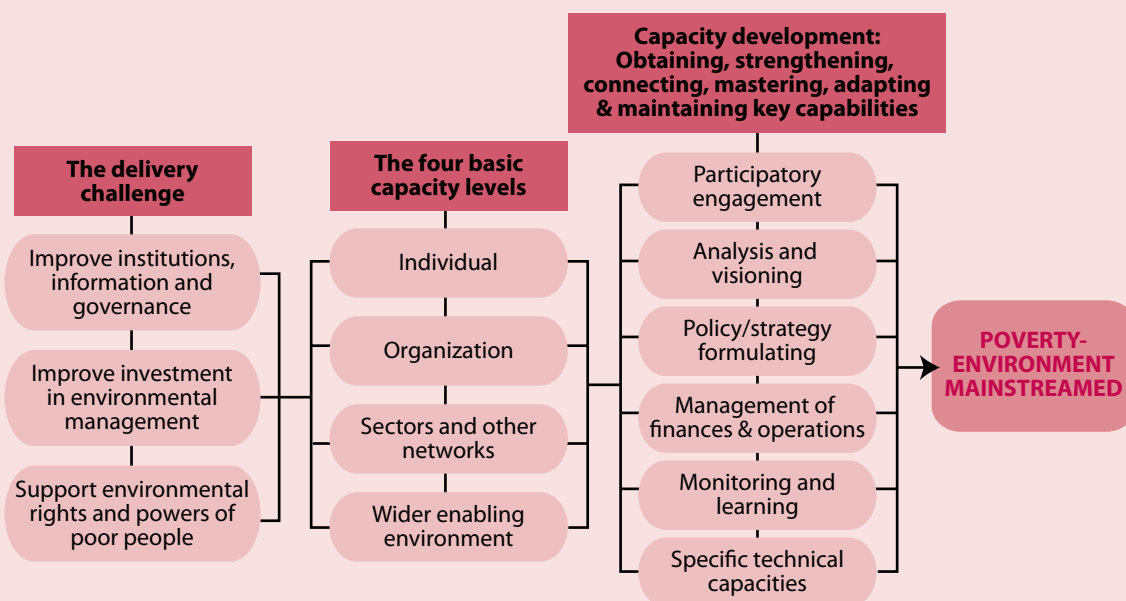 The delivery
challenge
Improve institutions,
information and
governance
Improve investment
in environmental
management
Support environmental
rights and powers of
poor people
The four basic
capacity levels
Individual
Organization
Sectors and other
networks
Wider enabling
environment
Capacity development:
Obtaining, strengthening,
connecting, mastering, adapting
& maintaining key capabilities
Participatory
engagement
Analysis and
visioning
Policy/strategy
formulating
Management of
finances & operations
Monitoring and
learning
Specific technical
capacities
POVERTY-
ENVIRONMENT
MAINSTREAMED